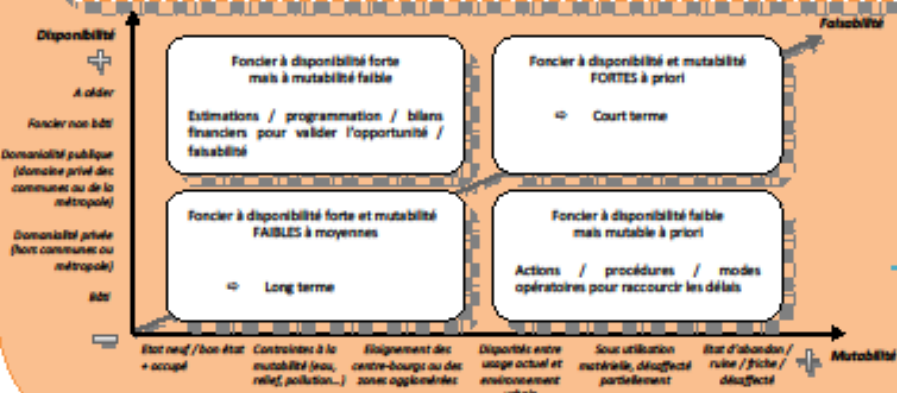 Disponibilité
Faisabilité
A céder
Foncier non bâti
Domanialité publique
(domaine privé des
communes ou de la
métropole)
Domanialité privée
(hors communes ou
métropole)
Bâti
Foncier à disponibilité forte
mais à mutabilité faible
Estimations / programmation / bilans
financiers pour valider l'opportunité /
faisabilité
Foncier à disponibilité et mutabilité
FORTES à priori
⇨ Court terme
Foncier à disponibilité forte et mutabilité
FAIBLES à moyennes
⇨ Long terme
Foncier à disponibilité faible
mais mutable à priori
Actions / procédures / modes
opératoires pour raccourcir les délais
Etat neuf / bon état
+ occupé
Contraintes à la
mutabilité (eau,
relief, pollution...)
Eloignement des
centre-bourgs ou des
zones agglomérées
Disparités entre
usage actuel et
environnement
Sous utilisation
matérielle, désaffecté
partiellement
Etat d'abandon /
ruine / friche /
désaffecté
Mutabilité